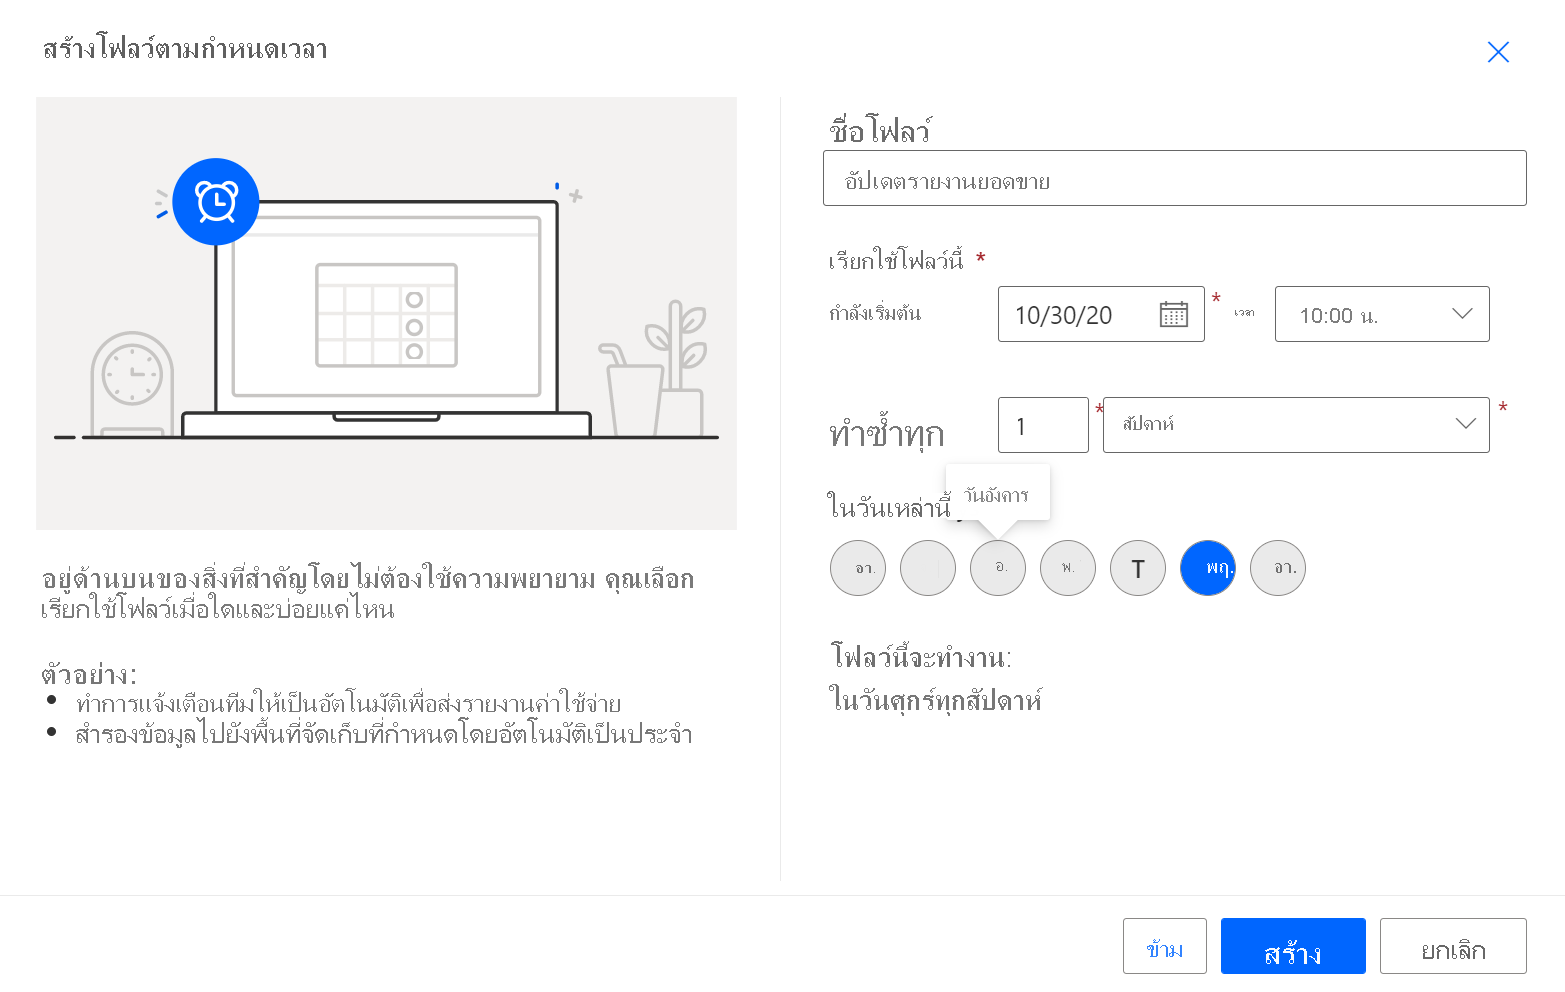 สร้างโฟลว์ตามกำหนดเวลา
อยู่ด้านบนของสิ่งที่สำคัญโดยไม่ต้องใช้ความพยายาม คุณเลือก
เรียกใช้โฟลว์เมื่อใดและบ่อยแค่ไหน
ตัวอย่าง:
ทำการแจ้งเตือนทีมให้เป็นอัตโนมัติเพื่อส่งรายงานค่าใช้จ่าย
สำรองข้อมูลไปยังพื้นที่จัดเก็บที่กำหนดโดยอัตโนมัติเป็นประจำ
ชื่อโฟลว์
อัปเดตรายงานยอดขาย
เรียกใช้โฟลว์นี้ *
กำลังเริ่มต้น 10/30/20 * เวลา 10:00 น.
ทำซ้ำทุก 1 * สัปดาห์ *
ในวันเหล่านี้ วันอังคาร
อา. อ. พ. T พฤ. อา.
โฟลว์นี้จะทำงาน:
ในวันศุกร์ทุกสัปดาห์
ข้าม สร้าง ยกเลิก